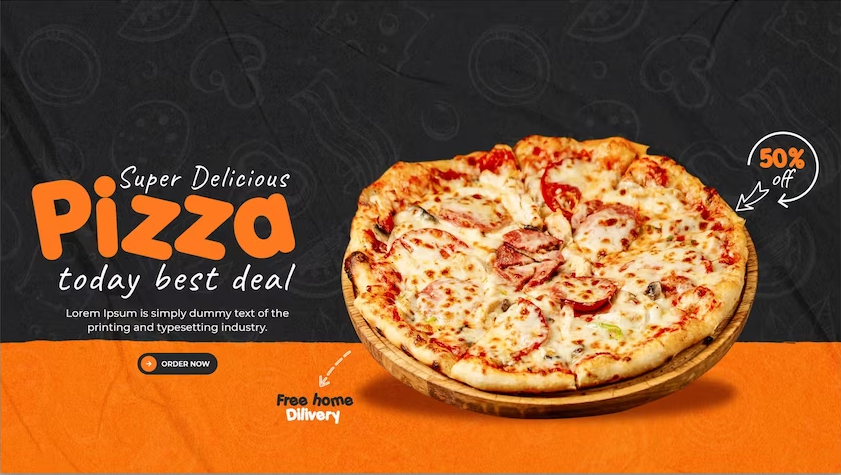 Super Delicious
Pizza
today best deal
Lorem Ipsum is simply dummy text of the
printing and typesetting industry.
ORDER NOW
Free home
Dilivery
50%
off